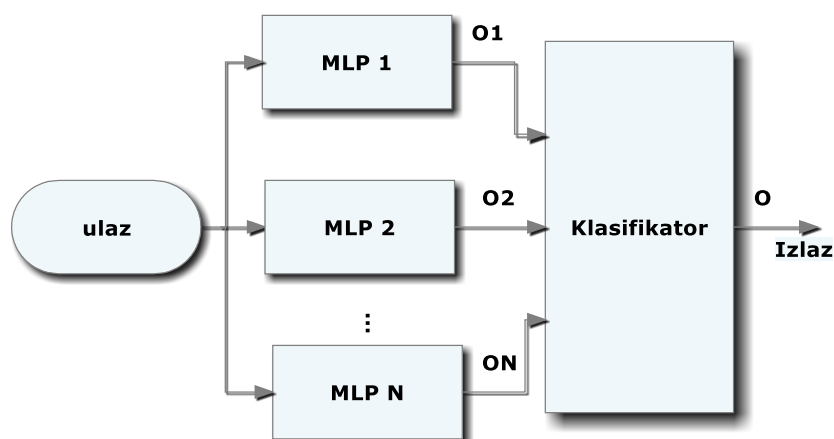 O1
MLP 1
ulaz
MLP 2
O2
Klasifikator
O
Izlaz
⋮
ON
MLP N